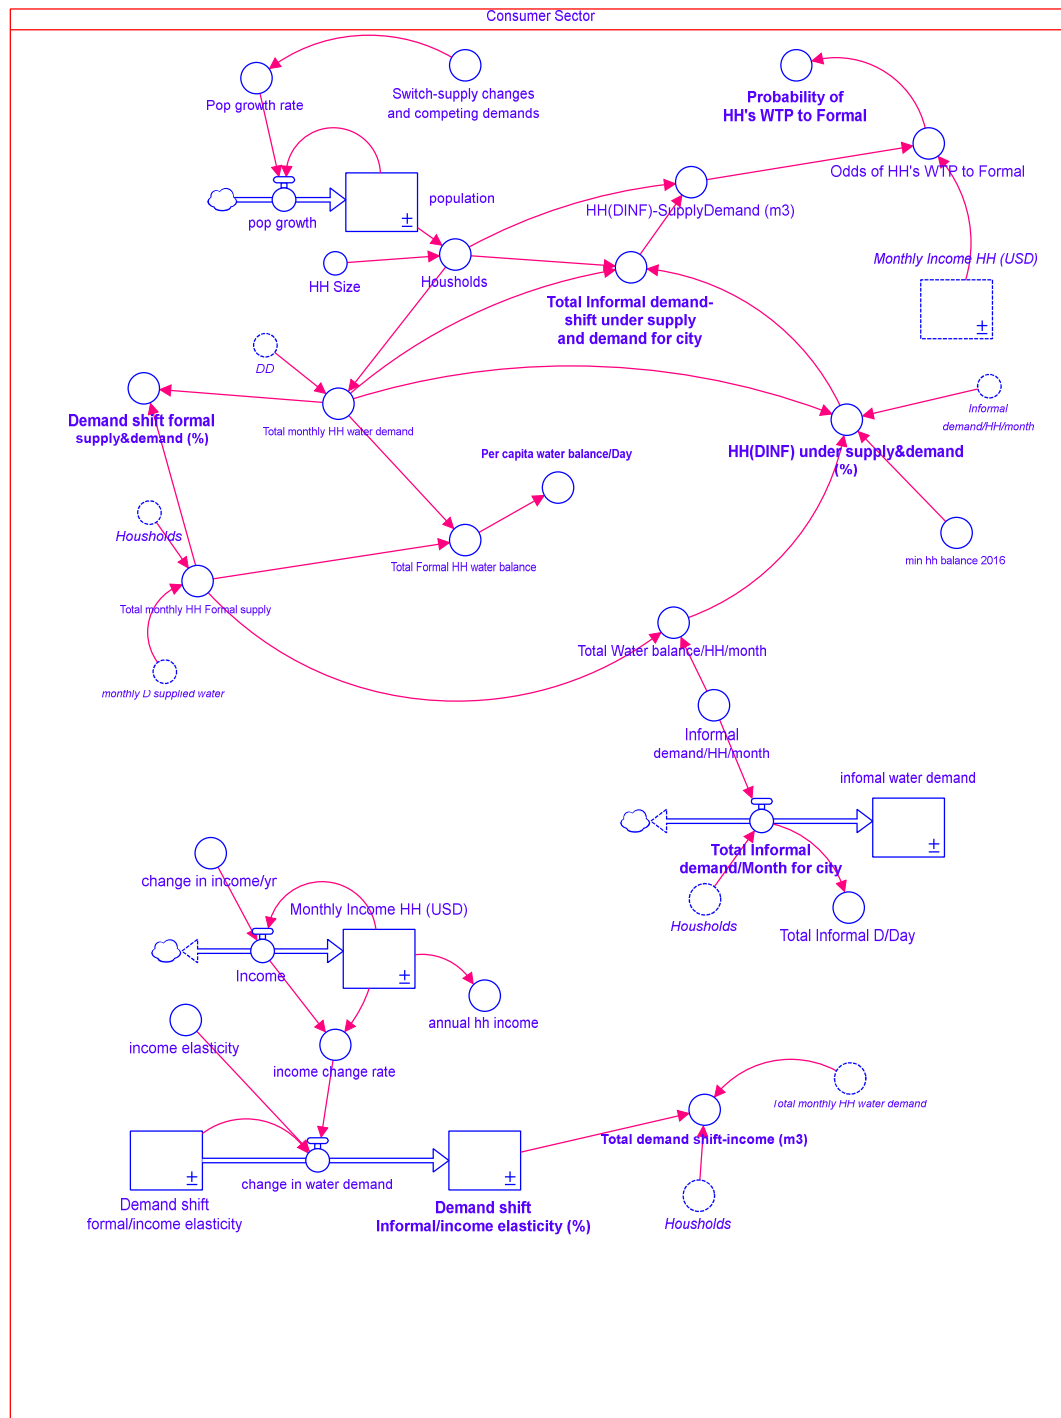 Consumer Sector
Pop growth rate
Switch-supply changes
and competing demands
Probability of
HH's WTP to Formal
Odds of HH's WTP to Formal
population
pop growth
HH(DINF)-SupplyDemand (m3)
HH Size
Housholds
Monthly Income HH (USD)
Total Informal demand-
shift under supply
and demand for city
DD
Demand shift formal
supply&demand (%)
Total monthly HH water demand
Informal
demand/HH/month
HH(DINF) under supply&demand
(%)
Per capita water balance/Day
Housholds
Total Formal HH water balance
min hh balance 2016
Total monthly HH Formal supply
Total Water balance/HH/month
monthly D supplied water
Informal
demand/HH/month
infomal water demand
Total Informal
demand/Month for city
Housholds
Total Informal D/Day
change in income/yr
Monthly Income HH (USD)
Income
annual hh income
income elasticity
income change rate
Total monthly HH water demand
Total demand shift-income (m3)
change in water demand
Demand shift
formal/income elasticity
Demand shift
Informal/income elasticity (%)
Housholds